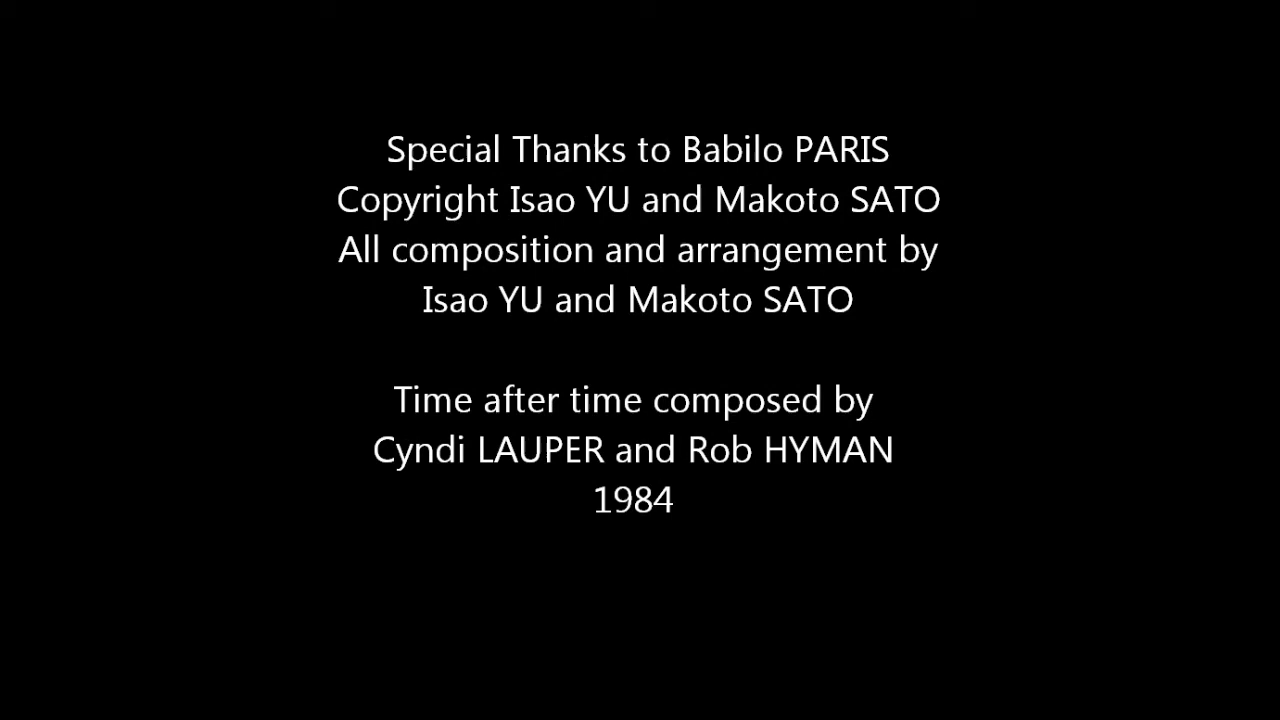 Special Thanks to Babilo PARIS
Copyright Isao YU and Makoto SATO
All composition and arrangement by
Isao YU and Makoto SATO
Time after time composed by
Cyndi LAUPER and Rob HYMAN
1984